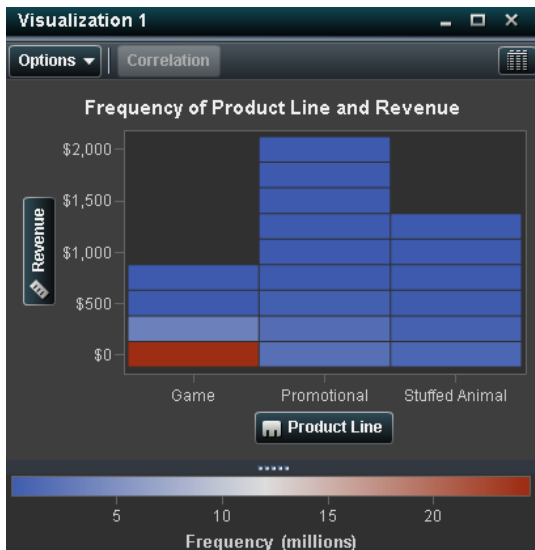 Visualization 1
Options Correlation
Frequency of Product Line and Revenue
$2,000
$1,500
$1,000
$500
$0
Revenue
Game Promotional Stuffed Animal
Product Line
5 10 15 20
Frequency (millions)